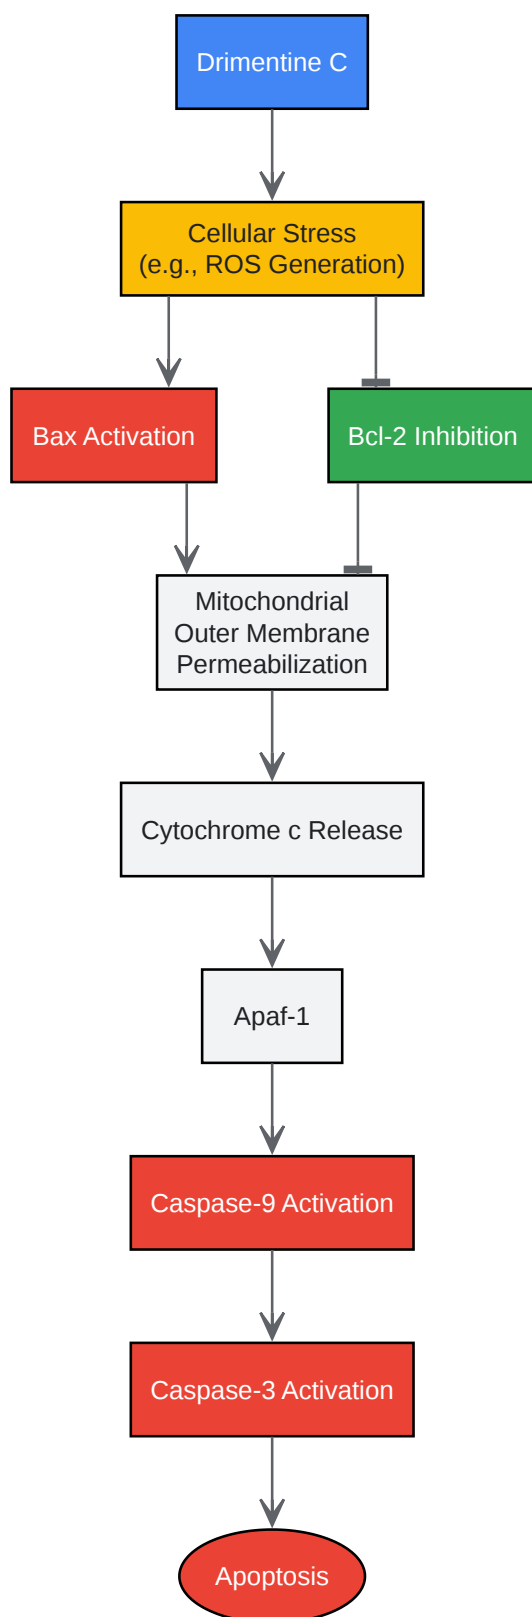 Drimentine C
Cellular Stress
(e.g., ROS Generation)
Bax Activation
Bcl-2 Inhibition
Mitochondrial
Outer Membrane
Permeabilization
Cytochrome c Release
Apaf-1
Caspase-9 Activation
Caspase-3 Activation
Apoptosis